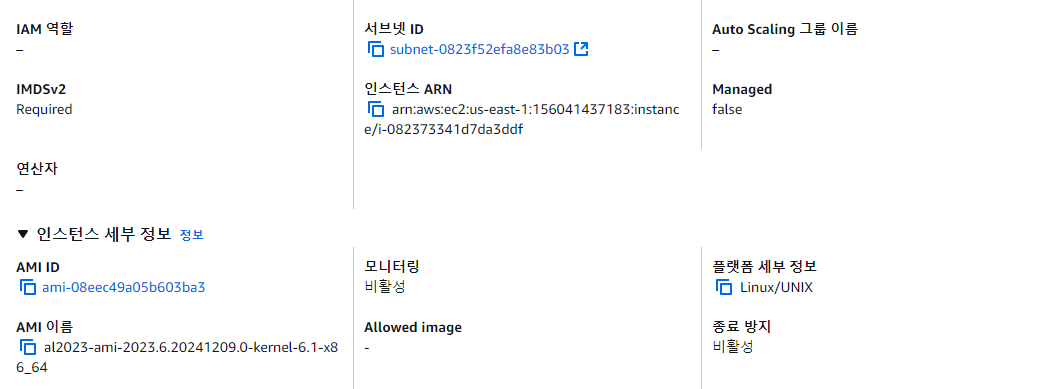 IAM 역할
–
서브넷 ID
subnet-0823f52efa8e83b03
Auto Scaling 그룹 이름
–
IMDSv2
Required
인스턴스 ARN
arn:aws:ec2:us-east-1:156041437183:instanc
e/i-082373341d7da3ddf
Managed
false
연산자
–
▼ 인스턴스 세부 정보 정보
AMI ID
ami-08eec49a05b603ba3
모니터링
비활성
플랫폼 세부 정보
Linux/UNIX
AMI 이름
al2023-ami-2023.6.20241209.0-kernel-6.1-x8
6_64
Allowed image
-
종료 방지
비활성